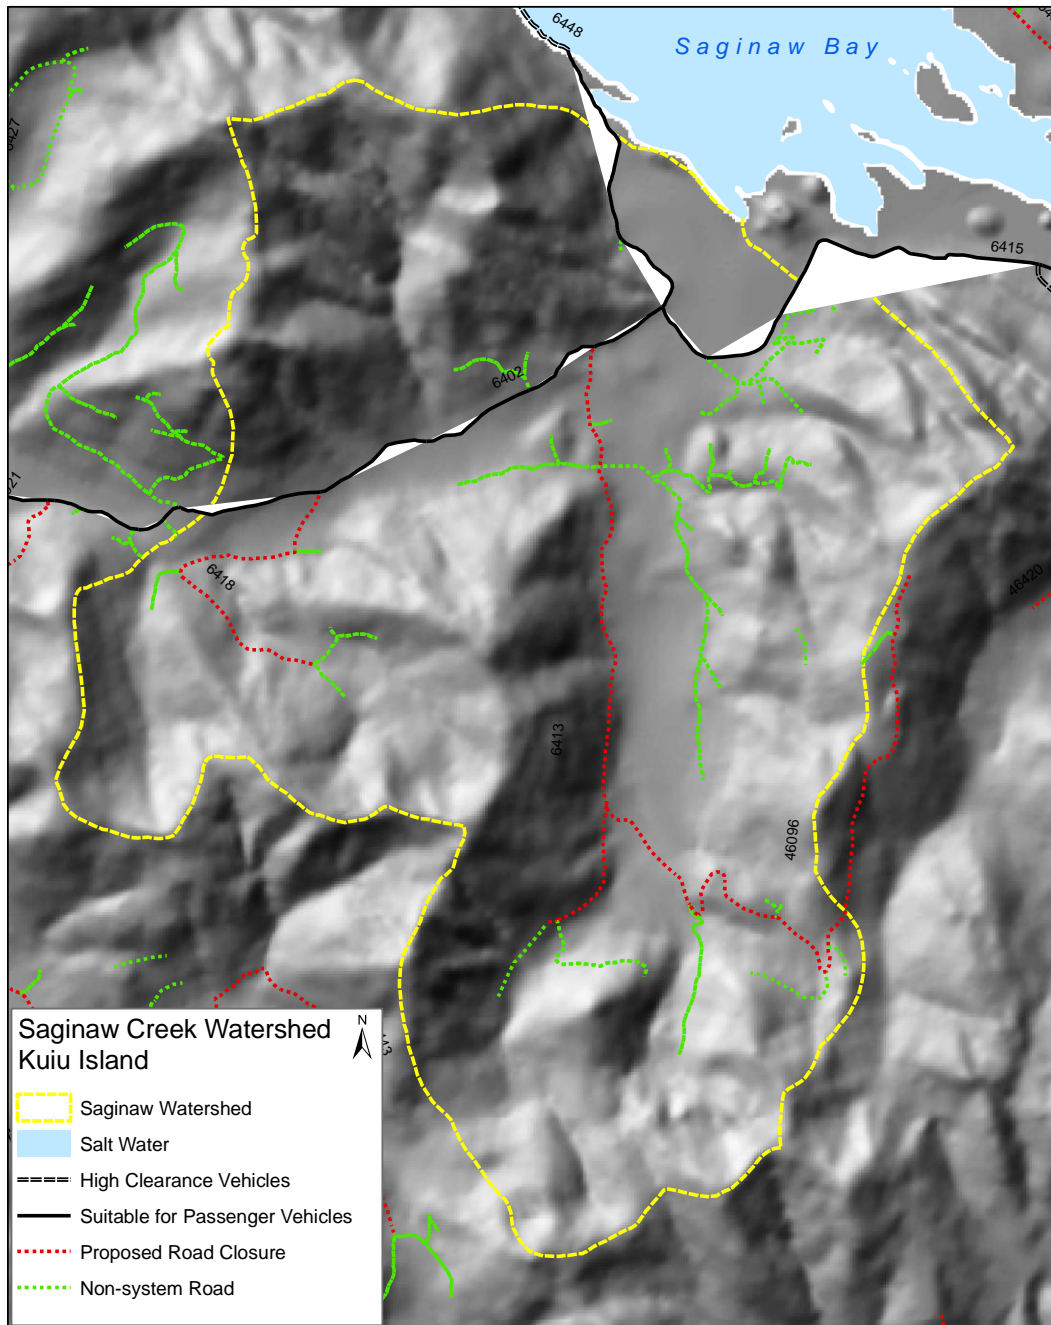 6448
Saginaw Bay
6427
6415
6402
6418
46420
6413
46096
Saginaw Creek Watershed
Kuiu Island
N
Saginaw Watershed
Salt Water
High Clearance Vehicles
Suitable for Passenger Vehicles
Proposed Road Closure
Non-system Road